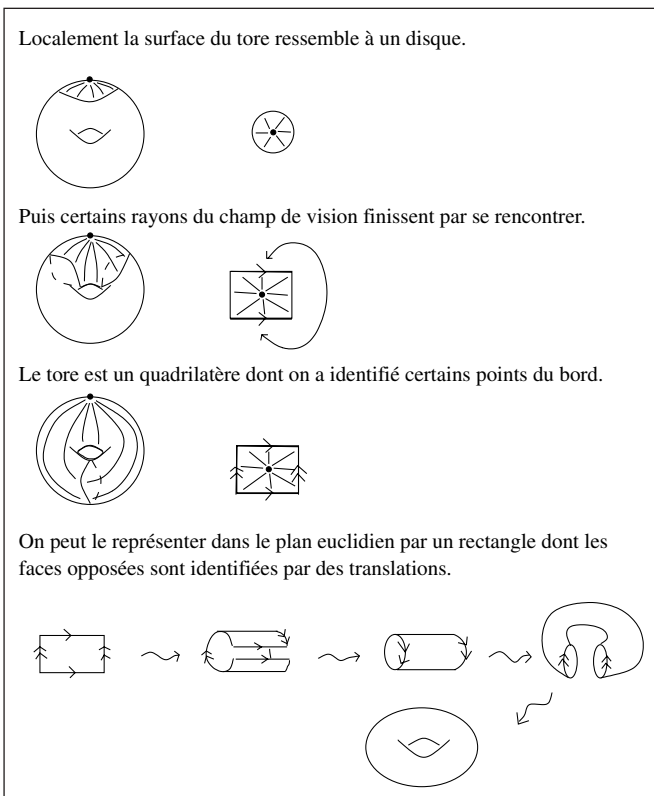 Localement la surface du tore ressemble à un disque.
Puis certains rayons du champ de vision finissent par se rencontrer.
Le tore est un quadrilatère dont on a identifié certains points du bord.
On peut le représenter dans le plan euclidien par un rectangle dont les
faces opposées sont identifiées par des translations.